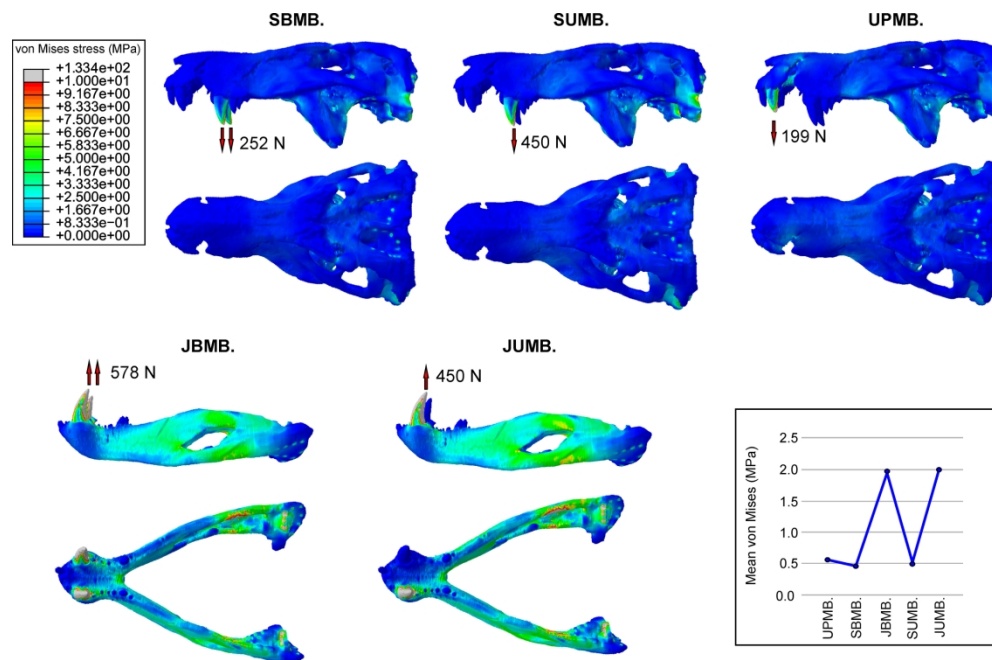 SBMB.
SUMB.
UPMB.
von Mises stress (MPa)
+1.334e+02
+1.000e+01
+9.167e+00
+8.333e+00
+7.500e+00
+6.667e+00
+5.833e+00
+5.000e+00
+4.167e+00
+3.333e+00
+2.500e+00
+1.667e+00
+8.333e−01
+0.000e+00
252 N
450 N
199 N
JBMB.
JUMB.
578 N
450 N
Mean von Mises (MPa)
2.5
2.0
1.5
1.0
0.5
0.0
UPMB.
SBMB.
JBMB.
SUMB.
JUMB.